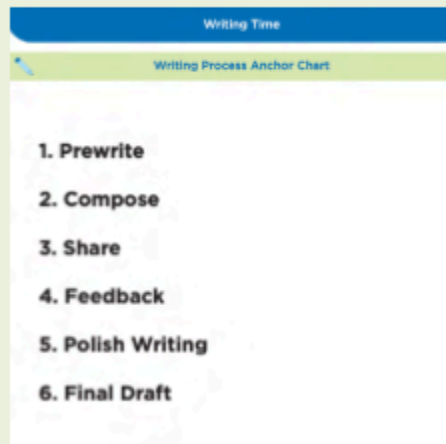 Writing Time
Writing Process Anchor Chart
1. Prewrite
2. Compose
3. Share
4. Feedback
5. Polish Writing
6. Final Draft